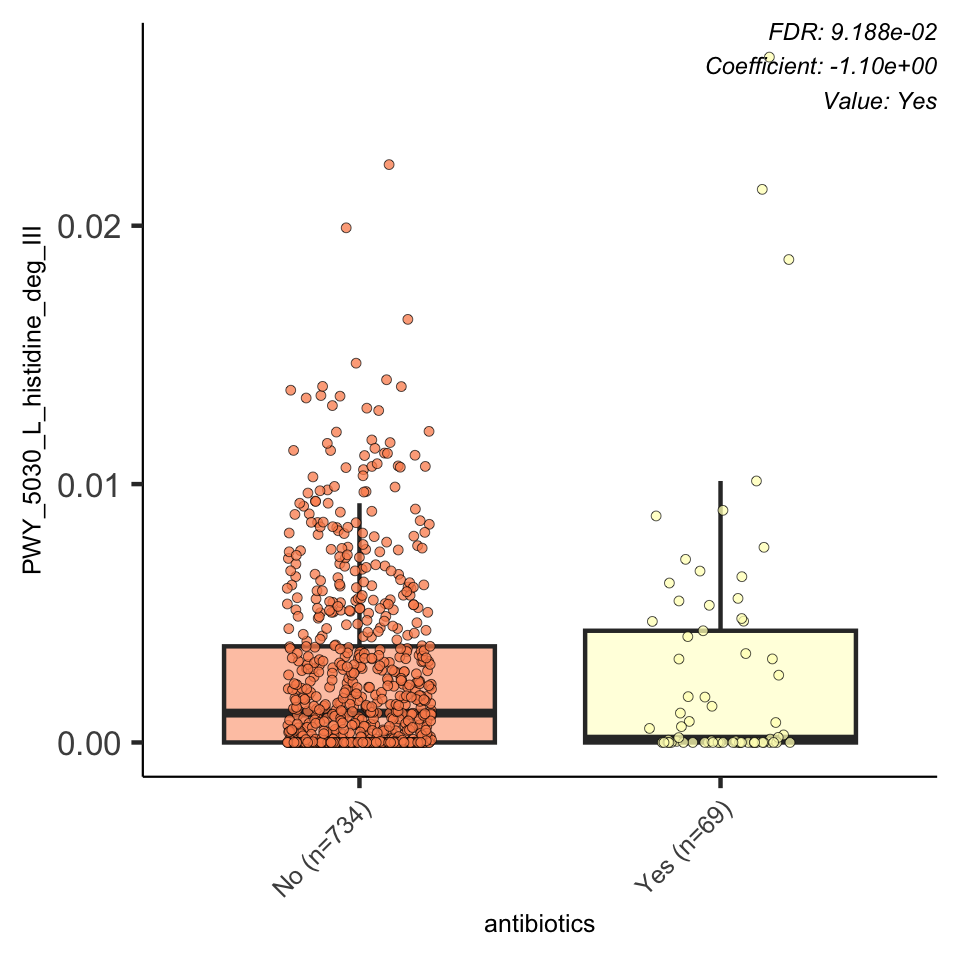 FDR: 9.188e-02
Coefficient: -1.10e+00
Value: Yes
PWY_5030_L_histidine_deg_III
0.02
0.01
0.00
No (n=734)
Yes (n=69)
antibiotics